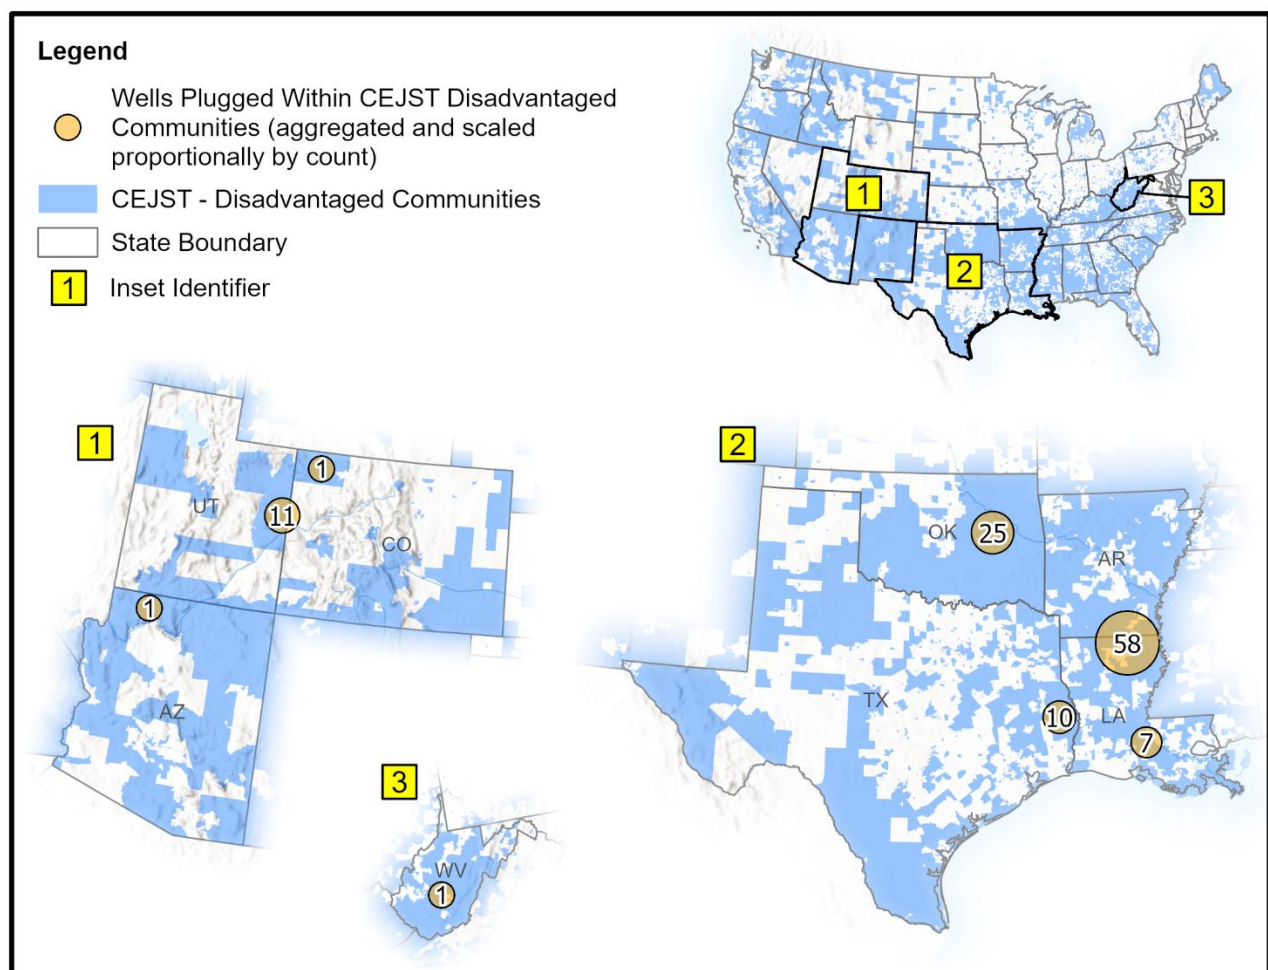 Legend
Wells Plugged Within CEJST Disadvantaged
Communities (aggregated and scaled
proportionally by count)
CEJST - Disadvantaged Communities
State Boundary
1 Inset Identifier
1
2
3
1
UT
CO
AZ
1
11
1
2
OK
25
AR
58
TX
10
LA
7
3
WV
1